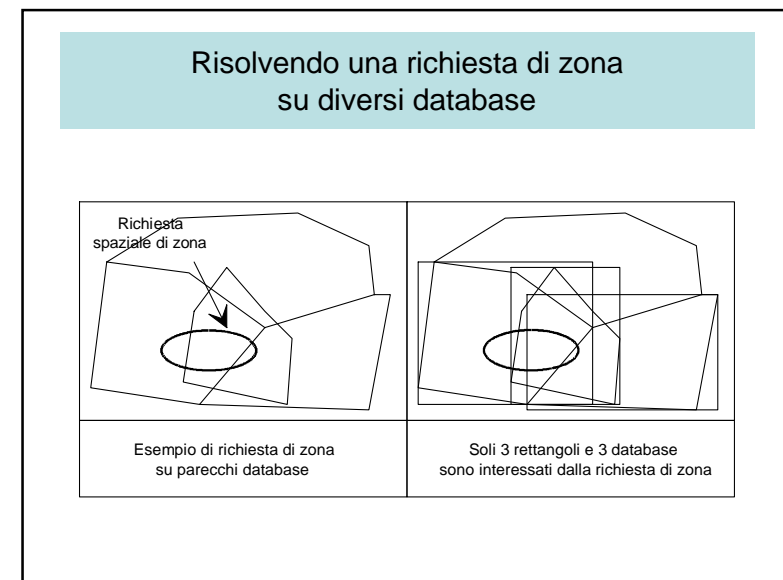 Risolvendo una richiesta di zona
su diversi database
Richiesta
spaziale di zona
Esempio di richiesta di zona
su parecchi database
Soli 3 rettangoli e 3 database
sono interessati dalla richiesta di zona